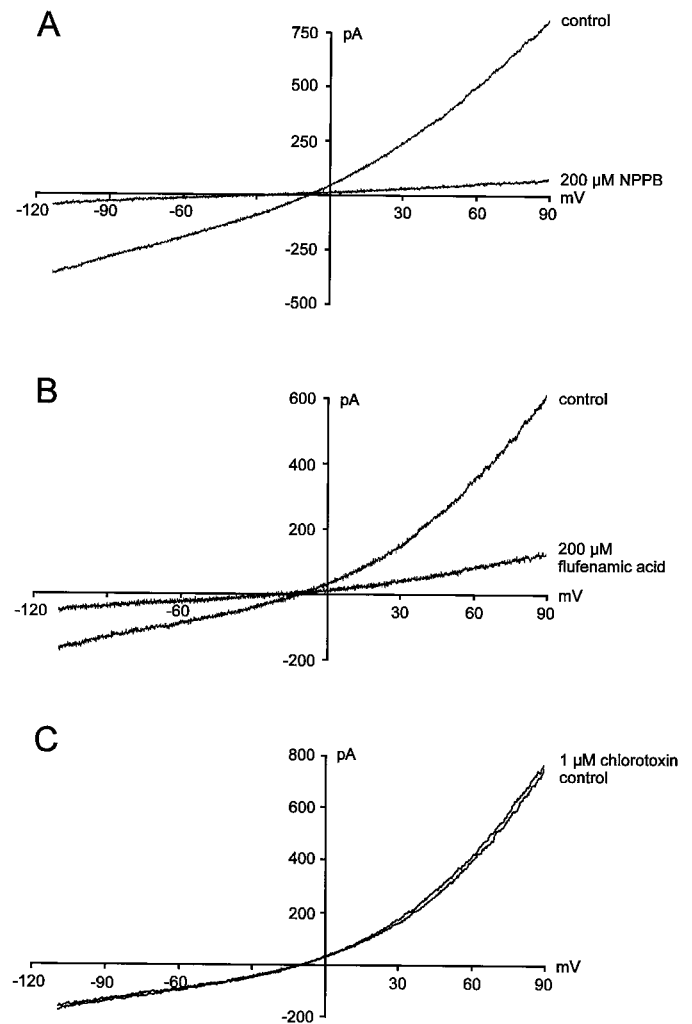 A
750 pA control
500
250
200 µM NPPB
mV
-120 -90 -60 30 60 90
-250
-500
B
600 pA control
400
200
200 µM
flufenamic acid
mV
-120 -60 30 60 90
-200
C
800 pA
1 µM chlorotoxin
control
600
400
200
mV
-120 -90 -60 30 60 90
-200